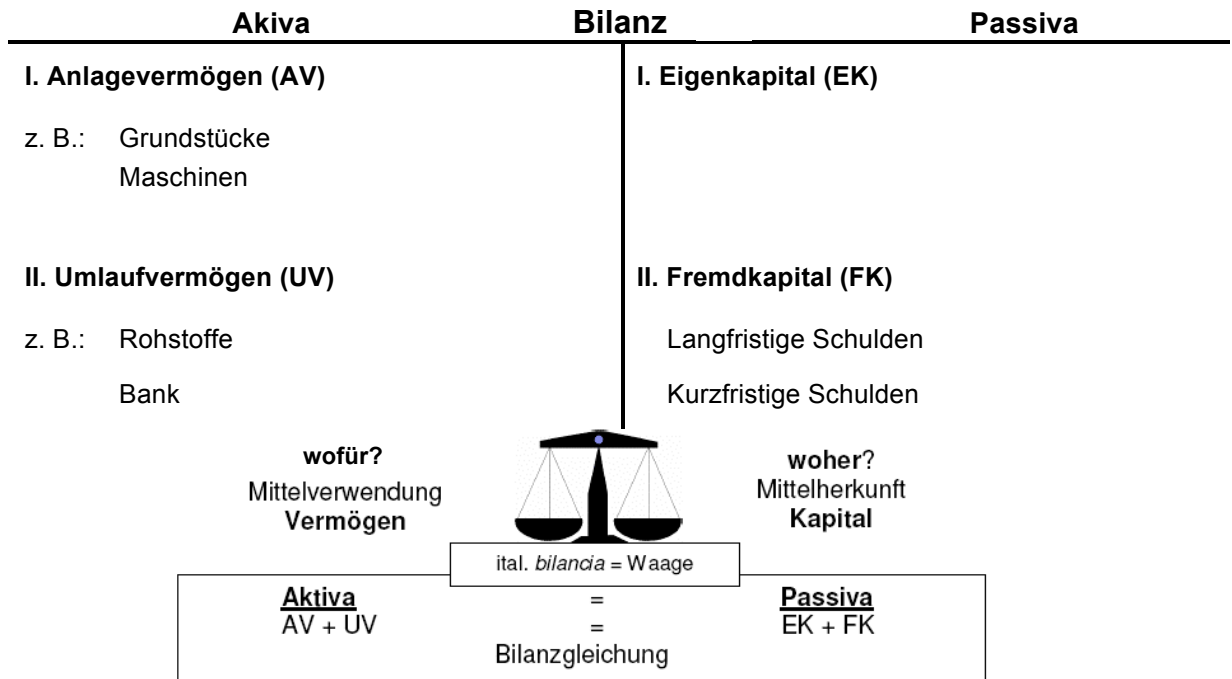 Akiva Bilanz Passiva
I. Anlagevermögen (AV)
I. Eigenkapital (EK)
z. B.: Grundstücke
Maschinen
II. Umlaufvermögen (UV)
II. Fremdkapital (FK)
z. B.: Rohstoffe
Langfristige Schulden
Bank
Kurzfristige Schulden
wofür?
Mittelverwendung
Vermögen
woher?
Mittelherkunft
Kapital
ital. bilancia = Waage
Aktiva = Passiva
AV + UV = EK + FK
Bilanzgleichung